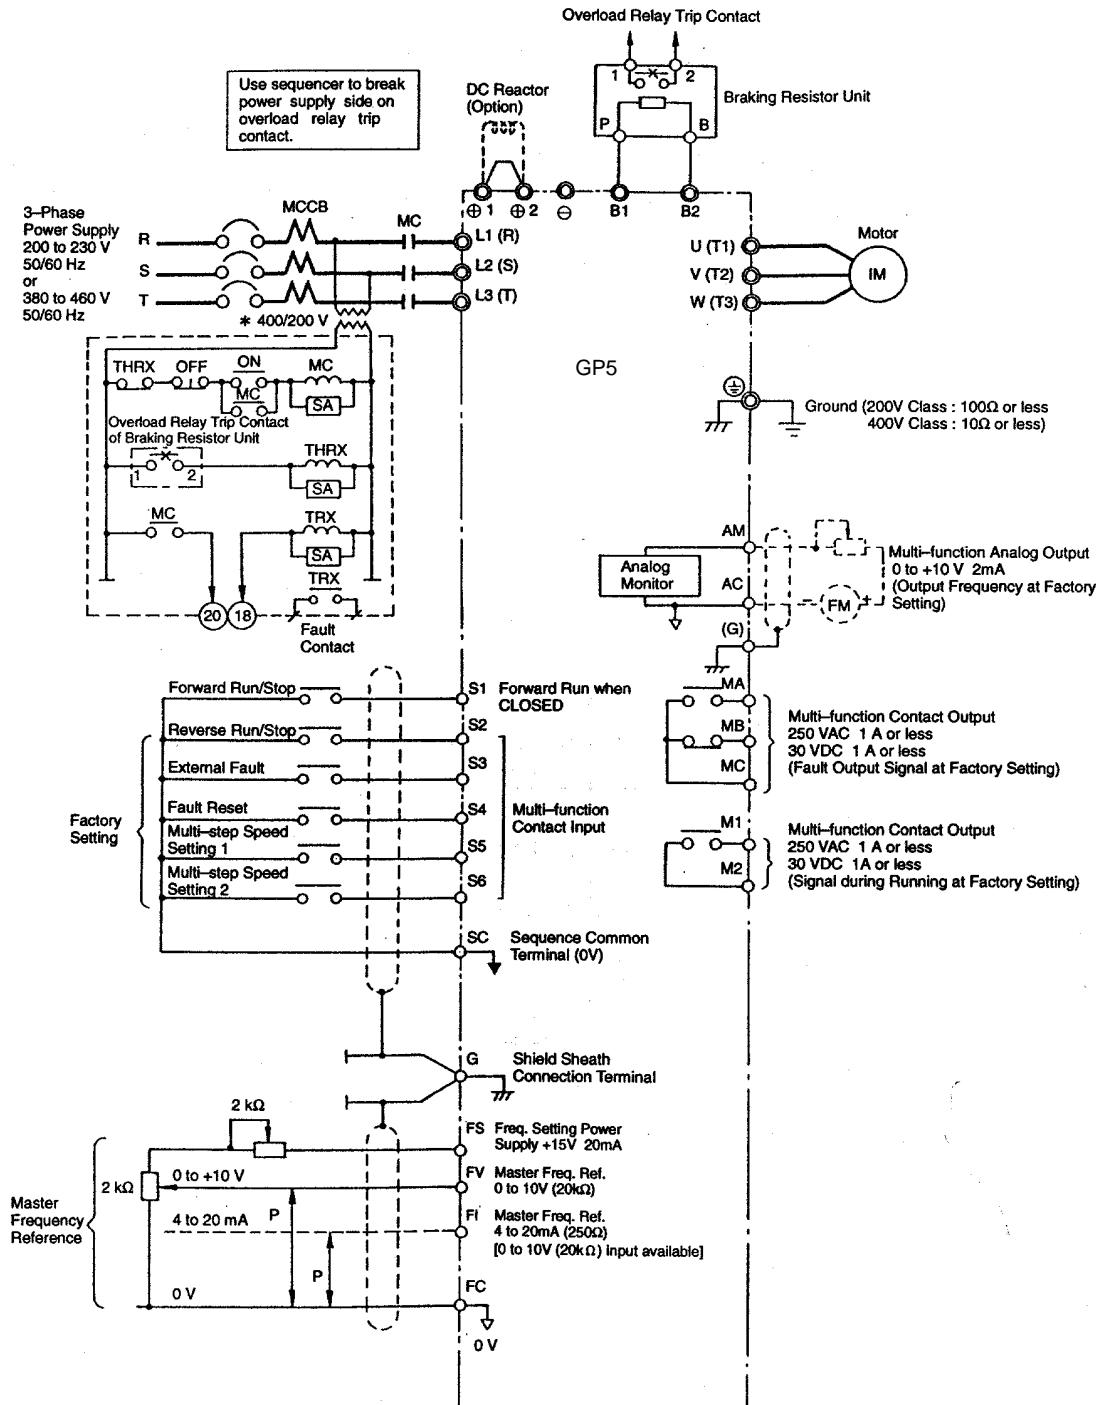 Overload Relay Trip Contact
1
2
Use sequencer to break
power supply side on
overload relay trip
contact.
DC Reactor
(Option)
Braking Resistor Unit
P
B
⊕ 1
⊕ 2
⊖
B1
B2
3–Phase
Power Supply
200 to 230 V
50/60 Hz
or
380 to 460 V
50/60 Hz
MCCB
MC
R
S
T
L1 (R)
L2 (S)
L3 (T)
U (T1)
V (T2)
W (T3)
Motor
IM
* 400/200 V
GP5
THRX
OFF
ON
MC
MC
SA
Overload Relay Trip Contact
of Braking Resistor Unit
1
2
THRX
SA
MC
TRX
SA
TRX
20
18
Fault
Contact
Ground (200V Class : 100Ω or less
400V Class : 10Ω or less)
AM
Analog
Monitor
AC
(G)
– FM +
Multi–function Analog Output
0 to +10 V 2mA
(Output Frequency at Factory
Setting)
Forward Run/Stop
S1
Forward Run when
CLOSED
Reverse Run/Stop
S2
External Fault
S3
Fault Reset
S4
Multi–step Speed
Setting 1
S5
Multi–step Speed
Setting 2
S6
Factory
Setting
Multi–function
Contact Input
SC
Sequence Common
Terminal (0V)
MA
MB
MC
Multi–function Contact Output
250 VAC 1 A or less
30 VDC 1 A or less
(Fault Output Signal at Factory Setting)
M1
M2
Multi–function Contact Output
250 VAC 1 A or less
30 VDC 1A or less
(Signal during Running at Factory Setting)
G
Shield Sheath
Connection Terminal
2 kΩ
FS
Freq. Setting Power
Supply +15V 20mA
2 kΩ
0 to +10 V
FV
Master Freq. Ref.
0 to 10V (20kΩ)
Master
Frequency
Reference
P
4 to 20 mA
FI
Master Freq. Ref.
4 to 20mA (250Ω)
[0 to 10V (20kΩ) Input available]
P
0 V
FC
0 V